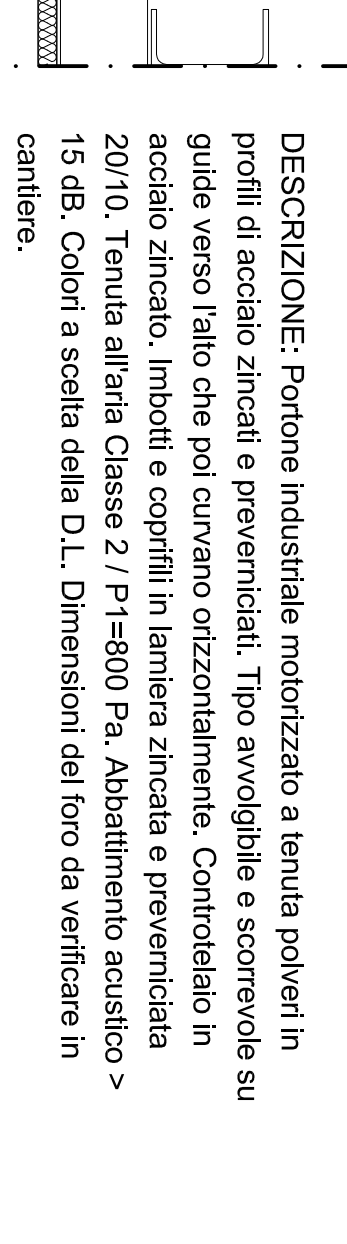 DESCRIZIONE: Portone industriale motorizzato a tenuta polveri in
profili di acciaio zincati e preverniciati. Tipo avvolgibile e scorrevole su
guide verso l'alto che poi curvano orizzontalmente. Controtelaio in
acciaio zincato. Imbotti e coprifili in lamiera zincata e preverniciata
20/10. Tenuta all'aria Classe 2 / P1=800 Pa. Abbattimento acustico >
15 dB. Colori a scelta della D.L. Dimensioni del foro da verificare in
cantiere.